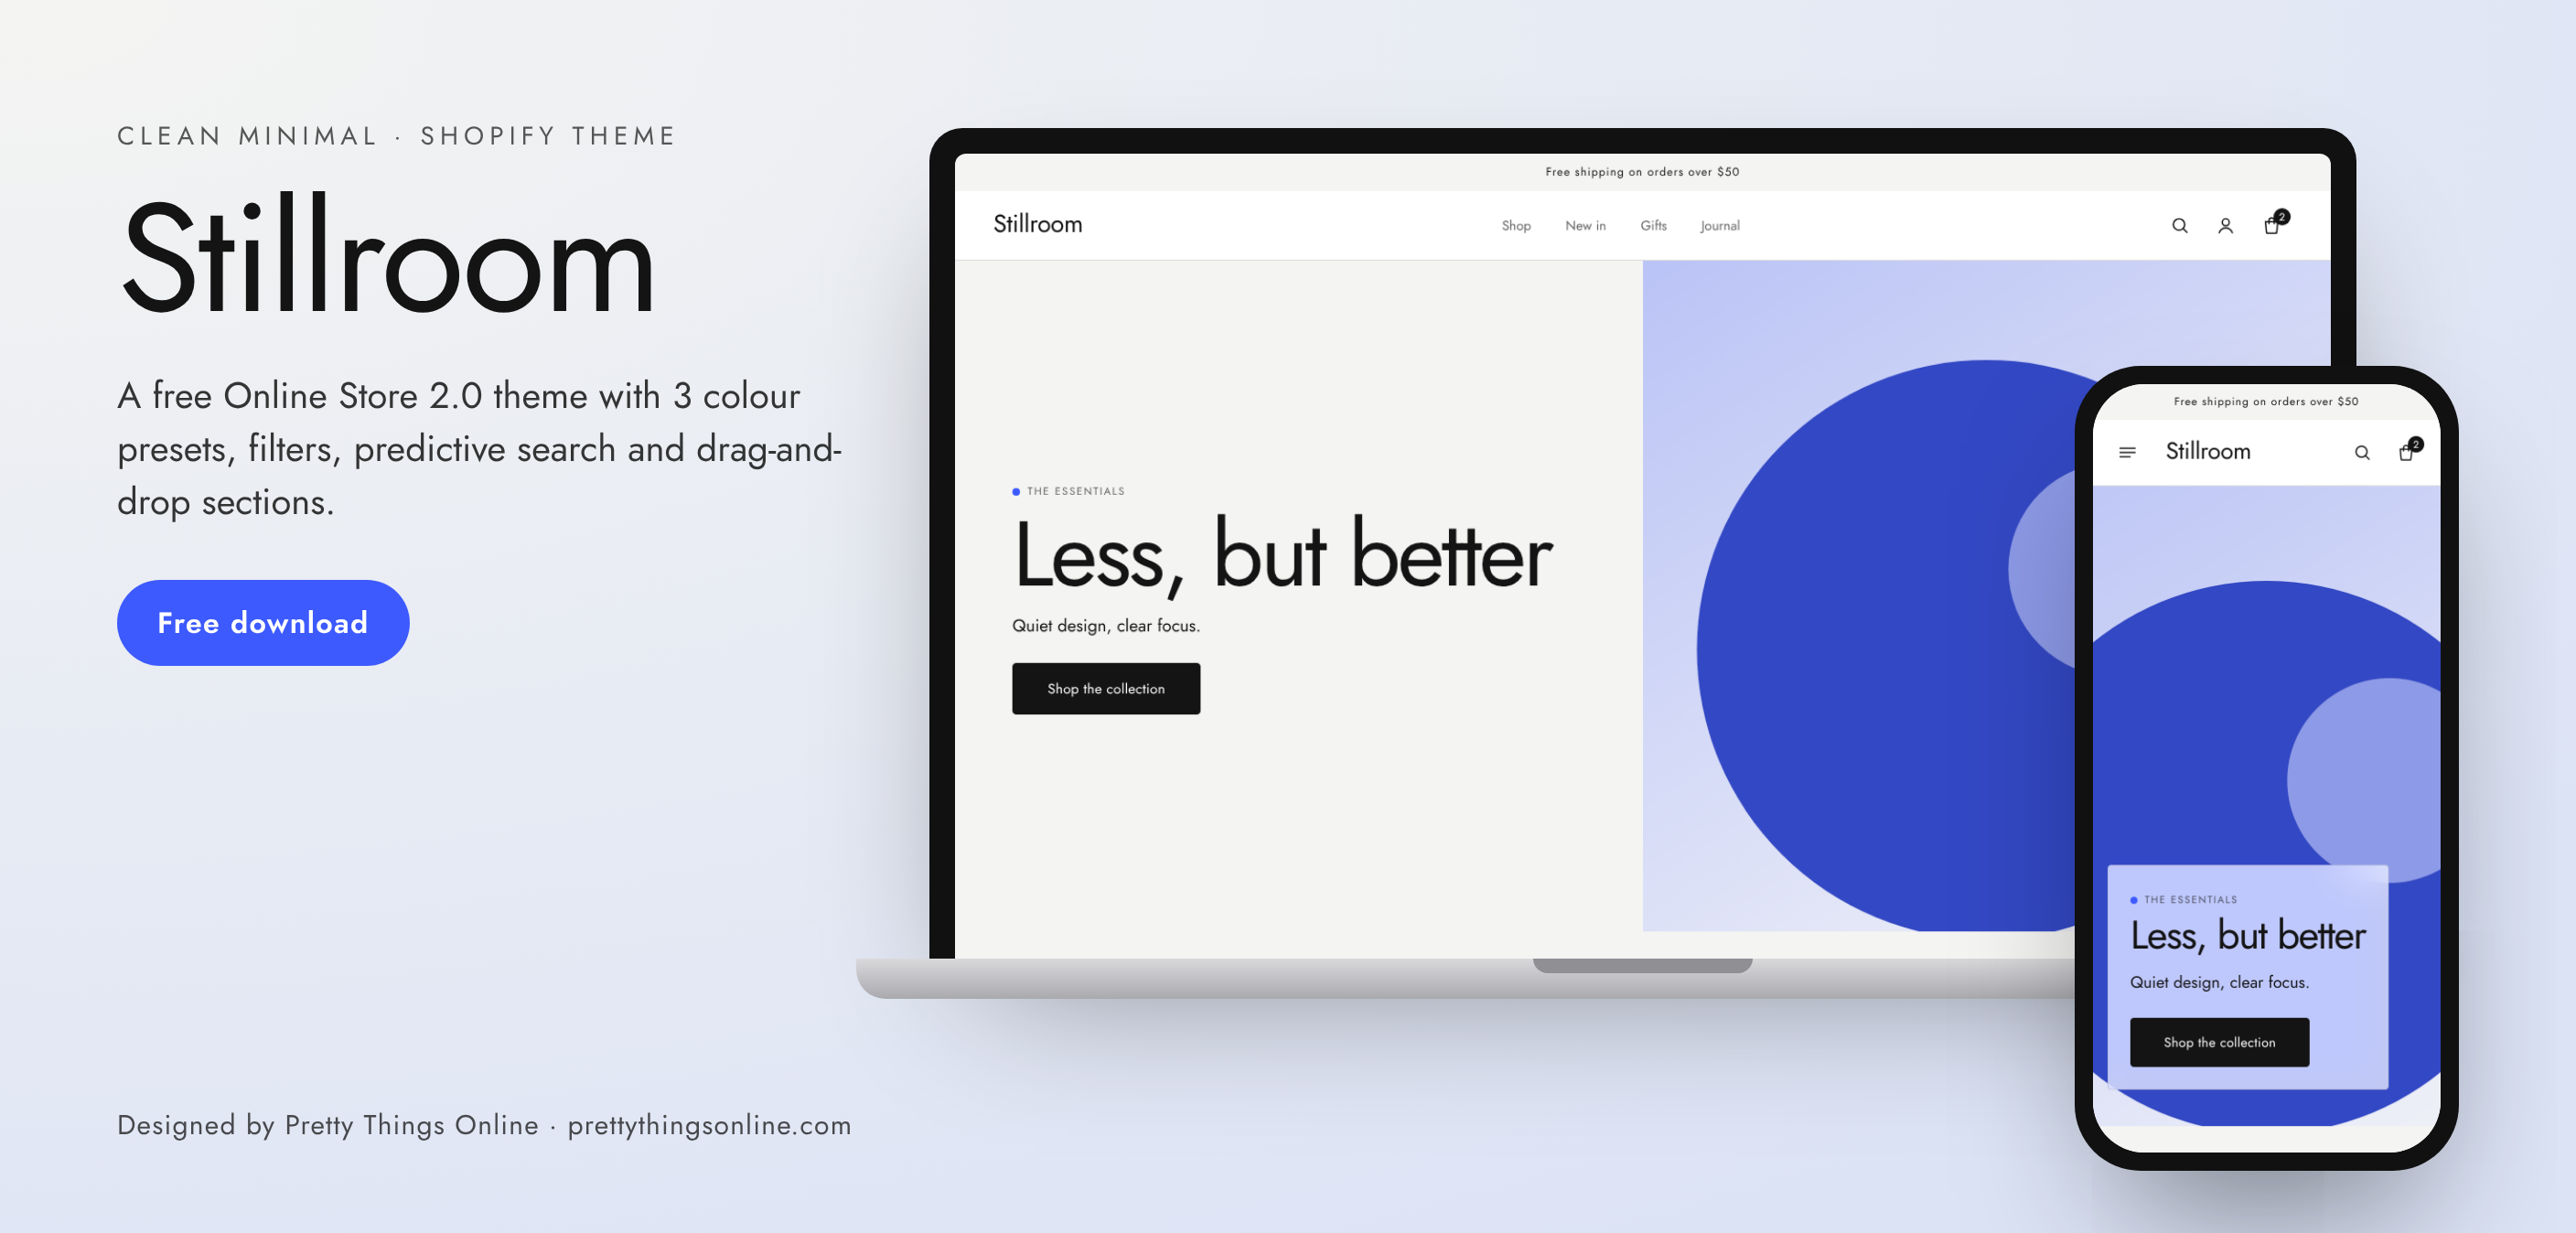 CLEAN MINIMAL · SHOPIFY THEME
Stillroom
A free Online Store 2.0 theme with 3 colour
presets, filters, predictive search and drag-and-
drop sections.
Free download
Designed by Pretty Things Online · prettythingsonline.com
Free shipping on orders over $50
Stillroom
Shop New in Gifts Journal
2
THE ESSENTIALS
Less, but better
Quiet design, clear focus.
Shop the collection
Free shipping on orders over $50
Stillroom
2
THE ESSENTIALS
Less, but better
Quiet design, clear focus.
Shop the collection